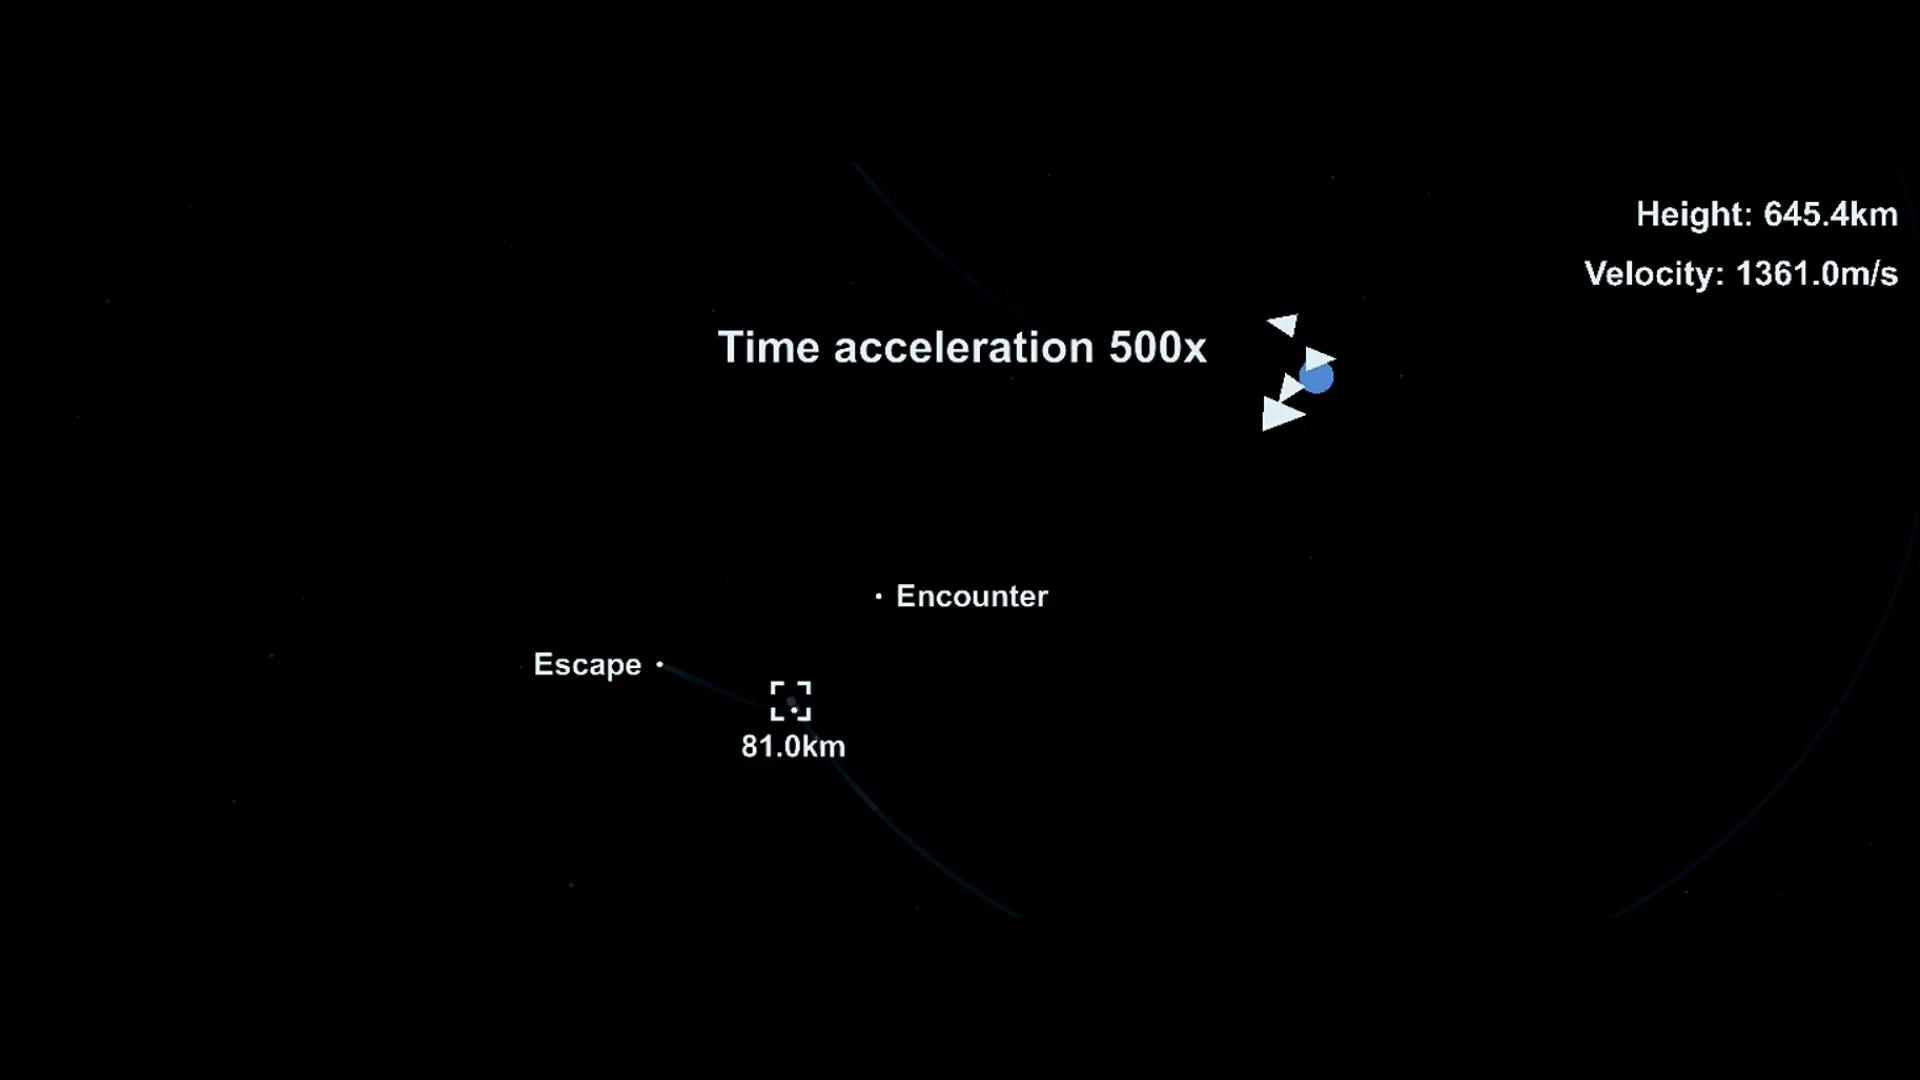 Height: 645.4km
Velocity: 1361.0m/s
Time acceleration 500x
Encounter
Escape
81.0km